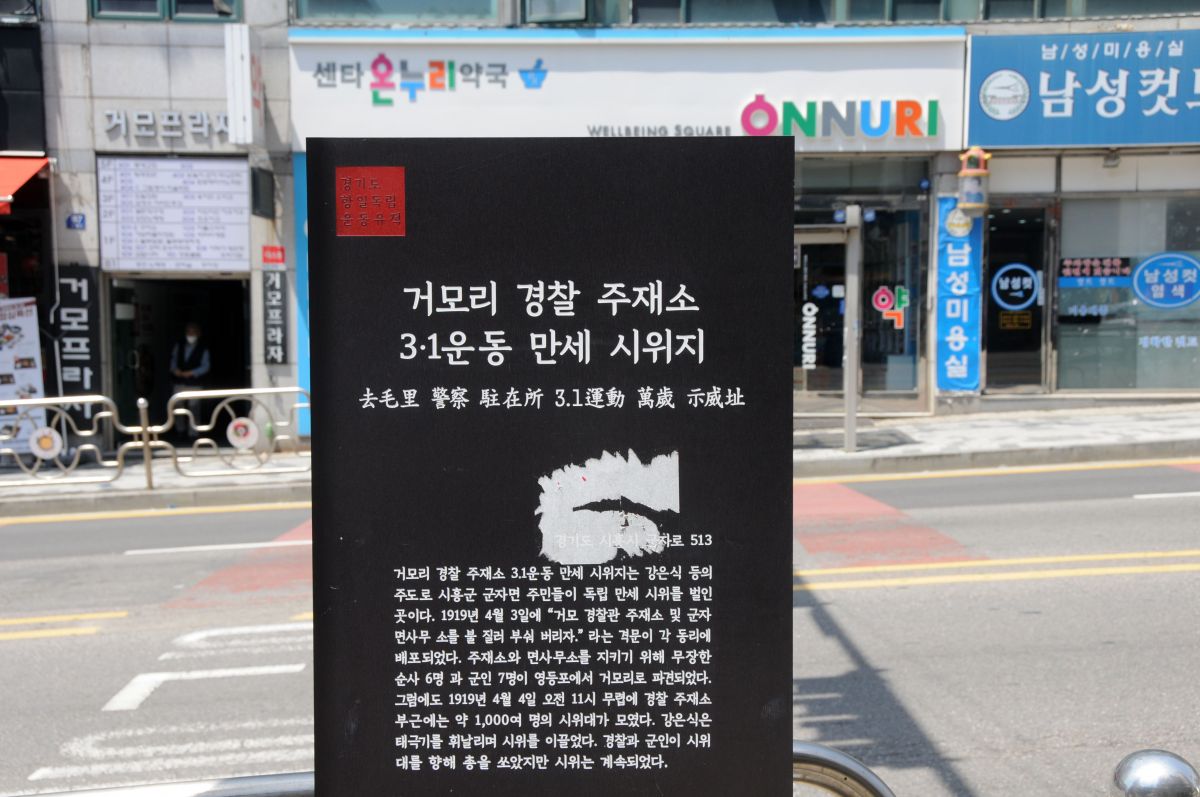 센타온누리약국
WELLBEING SQUARE ONNURI
남/성/미/용/실
남성컷
거모프라자
경기도
항일독립
운동유적
거모리 경찰 주재소
3·1운동 만세 시위지
去毛里 警察 駐在所 3.1運動 萬歲 示威址
경기도 시흥시 군자로 513
거모리 경찰 주재소 3.1운동 만세 시위지는 강은식 등의
주도로 시흥군 군자면 주민들이 독립 만세 시위를 벌인
곳이다. 1919년 4월 3일에 “거모 경찰관 주재소 및 군자
면사무 소를 불 질러 부숴 버리자.” 라는 격문이 각 동리에
배포되었다. 주재소와 면사무소를 지키기 위해 무장한
순사 6명 과 군인 7명이 영등포에서 거모리로 파견되었다.
그럼에도 1919년 4월 4일 오전 11시 무렵에 경찰 주재소
부근에는 약 1,000여 명의 시위대가 모였다. 강은식은
태극기를 휘날리며 시위를 이끌었다. 경찰과 군인이 시위
대를 향해 총을 쏘았지만 시위는 계속되었다.
거모프라자
거모프라자
ONNURI
약
남성미용실
남성컷
남성컷
염색